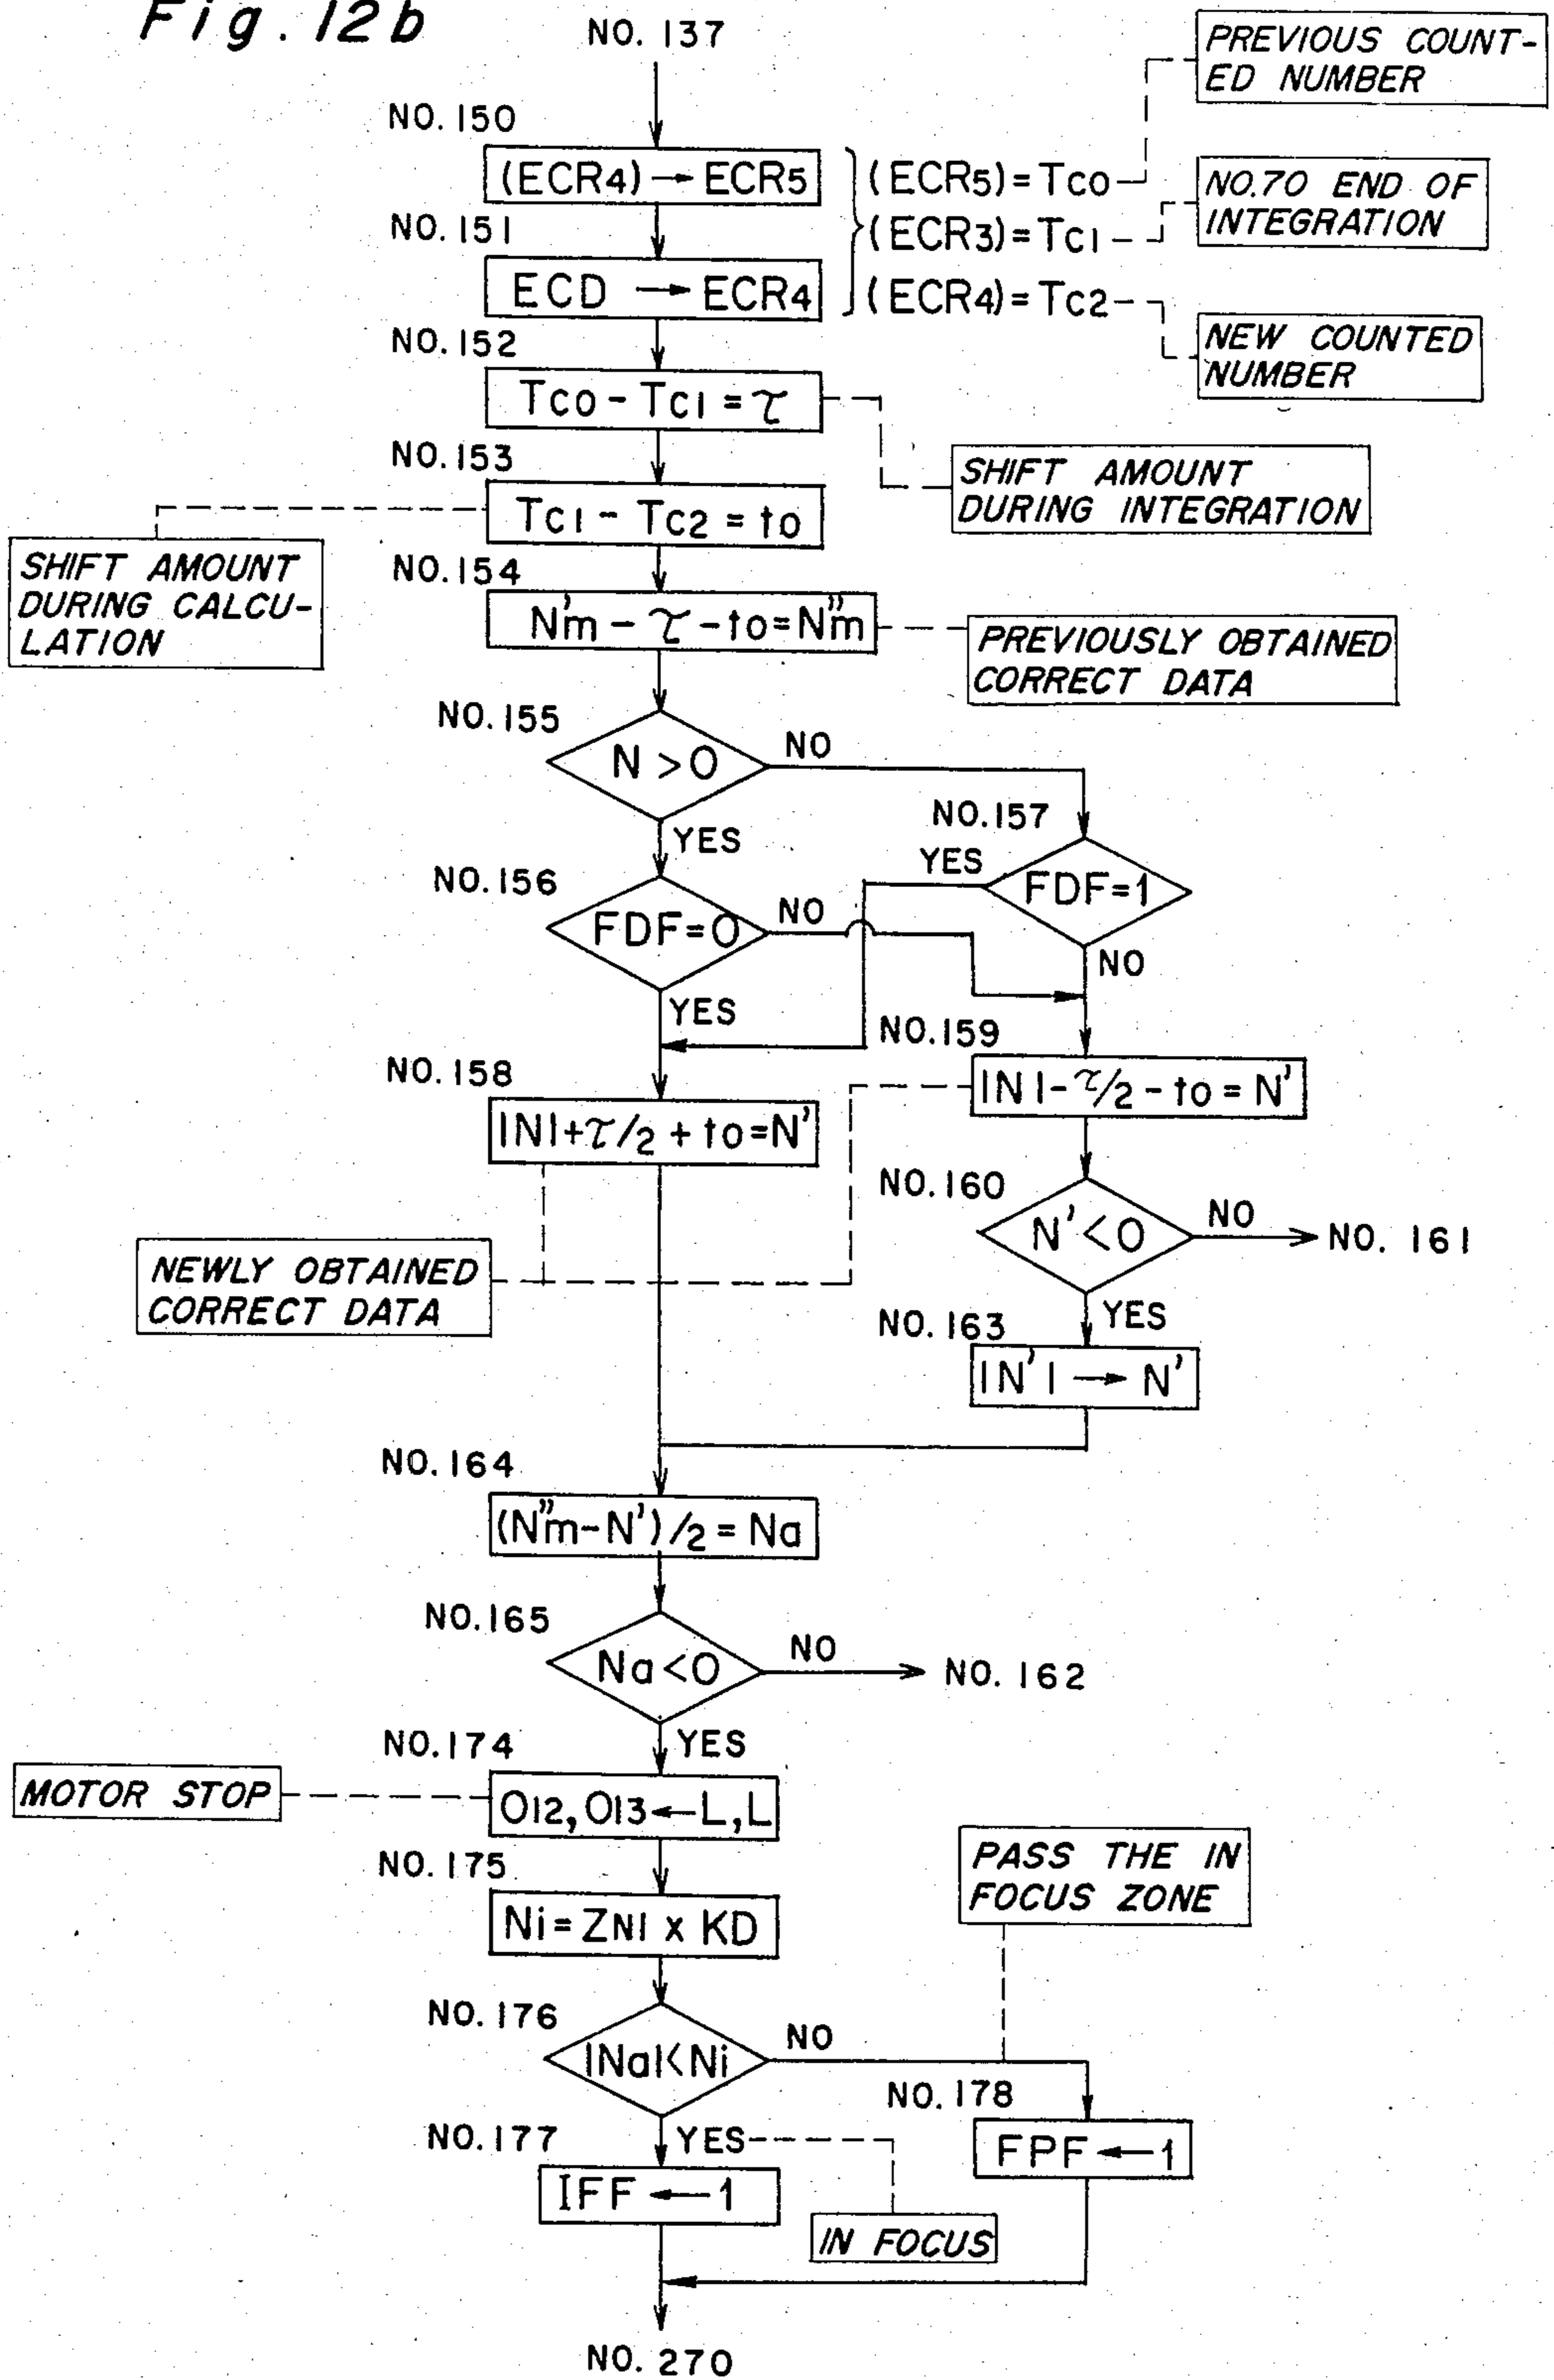 Fig. 12b
NO. 137
PREVIOUS COUNT-
ED NUMBER
NO. 150
(ECR4) → ECR5
(ECR5) = Tco
NO.70 END OF
INTEGRATION
NO. 151
(ECR3) = Tc1
ECD → ECR4
(ECR4) = Tc2
NEW COUNTED
NUMBER
NO. 152
Tco - Tc1 = τ
NO. 153
SHIFT AMOUNT
DURING INTEGRATION
Tc1 - Tc2 = to
SHIFT AMOUNT
DURING CALCU-
LATION
NO. 154
N'm - τ - to = N''m
PREVIOUSLY OBTAINED
CORRECT DATA
NO. 155
N > 0
NO
YES
NO. 157
FDF=1
YES
NO
NO. 156
FDF=0
NO
YES
NO. 159
|N| - τ/2 - to = N'
NO. 158
|N| + τ/2 + to = N'
NO. 160
N' < 0
NO
NO. 161
NEWLY OBTAINED
CORRECT DATA
YES
NO. 163
|N'| → N'
NO. 164
(N''m - N')/2 = Na
NO. 165
Na < 0
NO
NO. 162
YES
NO. 174
MOTOR STOP
O12, O13 ← L, L
NO. 175
PASS THE IN
FOCUS ZONE
Ni = ZN1 x KD
NO. 176
|Na| < Ni
NO
NO. 178
FPF ← 1
YES
NO. 177
IFF ← 1
IN FOCUS
NO. 270